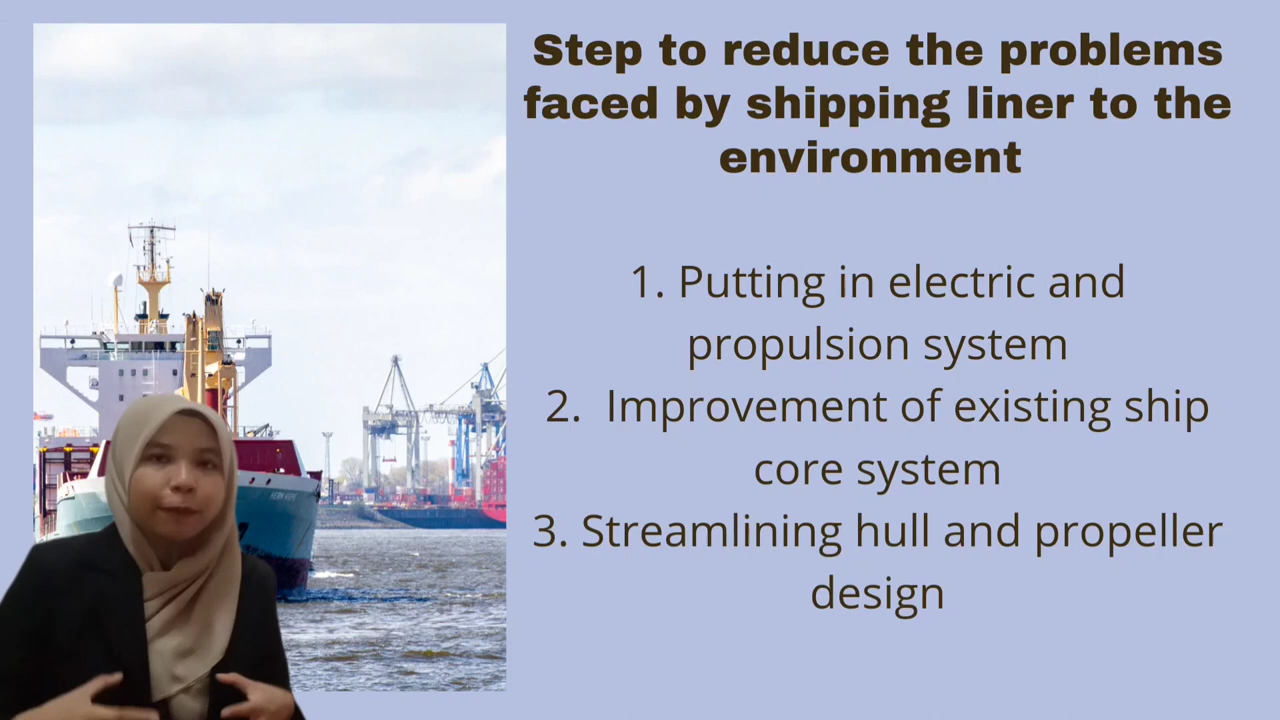 Step to reduce the problems
faced by shipping liner to the
environment
1. Putting in electric and
propulsion system
2. Improvement of existing ship
core system
3. Streamlining hull and propeller
design